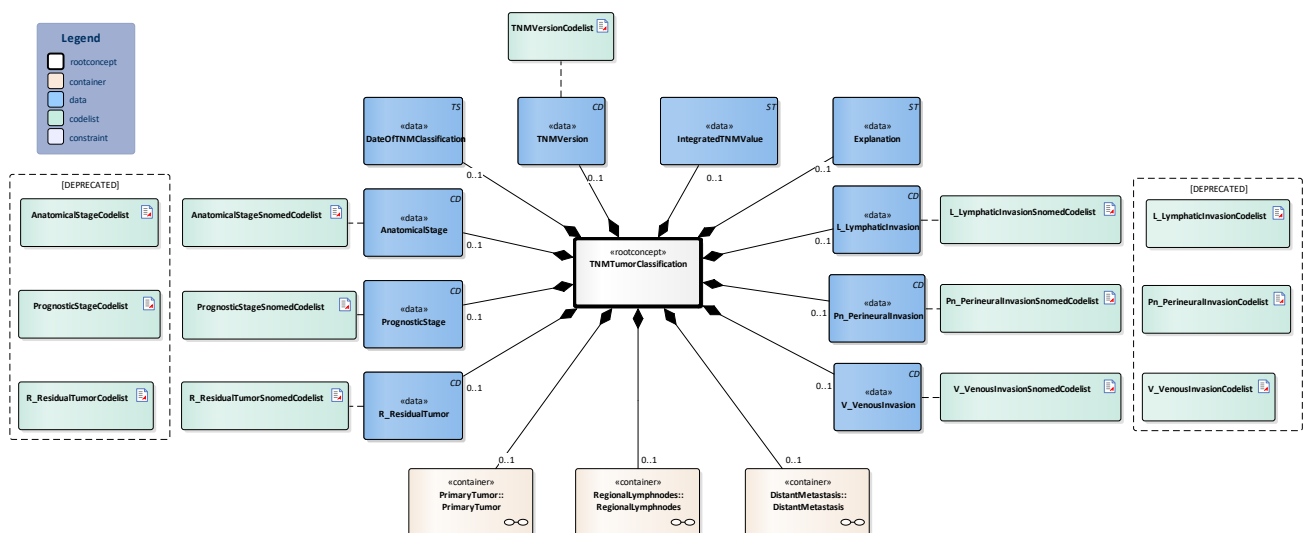 TNMVersionCodelist
Legend
rootconcept
container
data
codelist
constraint
TS
«data»
DateOfTNMClassification
0..1
CD
«data»
TNMVersion
0..1
ST
«data»
IntegratedTNMValue
0..1
ST
«data»
Explanation
0..1
[DEPRECATED]
AnatomicalStageCodelist
PrognosticStageCodelist
R_ResidualTumorCodelist
AnatomicalStageSnomedCodelist
CD
«data»
AnatomicalStage
0..1
PrognosticStageSnomedCodelist
CD
«data»
PrognosticStage
0..1
R_ResidualTumorSnomedCodelist
CD
«data»
R_ResidualTumor
0..1
«rootconcept»
TNMTumorClassification
CD
«data»
L_LymphaticInvasion
0..1
L_LymphaticInvasionSnomedCodelist
CD
«data»
Pn_PerineuralInvasion
0..1
Pn_PerineuralInvasionSnomedCodelist
CD
«data»
V_VenousInvasion
0..1
V_VenousInvasionSnomedCodelist
[DEPRECATED]
L_LymphaticInvasionCodelist
Pn_PerineuralInvasionCodelist
V_VenousInvasionCodelist
0..1
«container»
PrimaryTumor::
PrimaryTumor
0..1
«container»
RegionalLymphnodes::
RegionalLymphnodes
0..1
«container»
DistantMetastasis::
DistantMetastasis